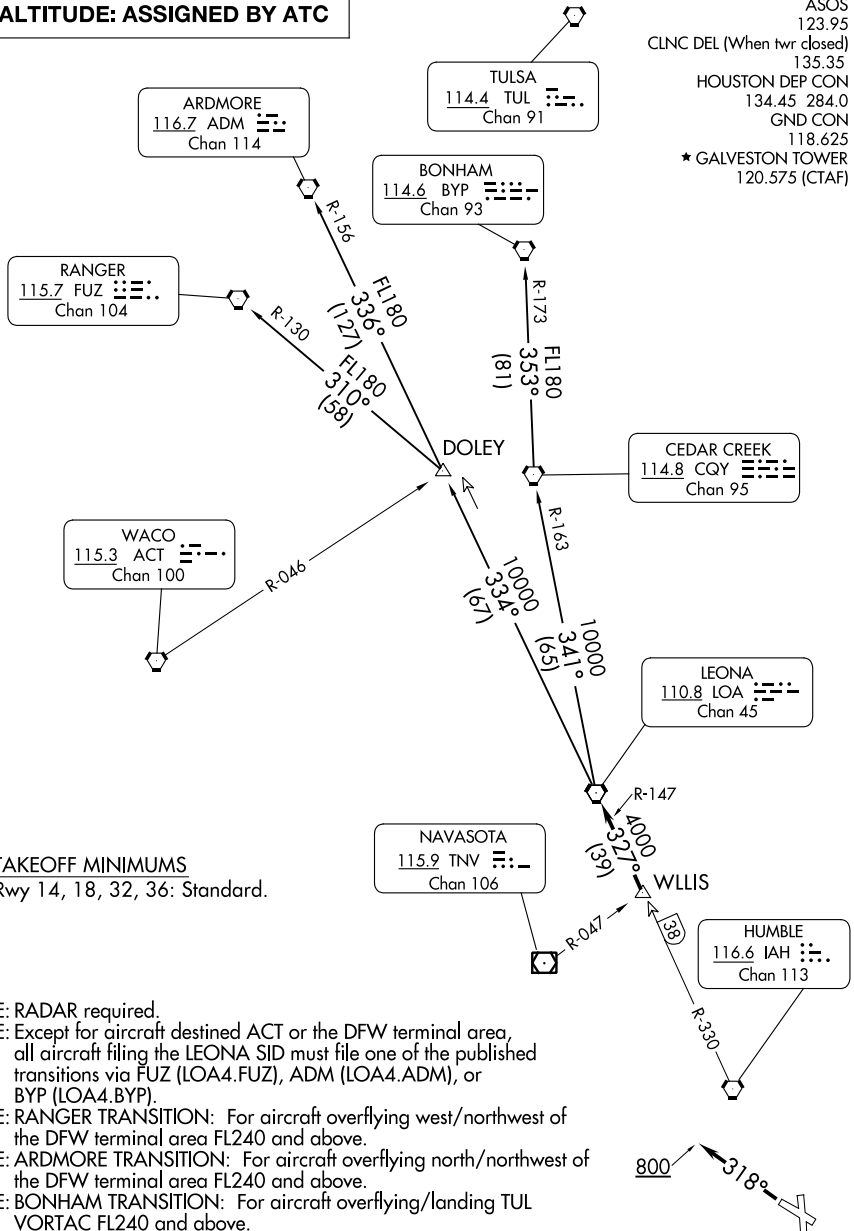 ALTITUDE: ASSIGNED BY ATC
ASOS
123.95
CLNC DEL (When twr closed)
135.35
HOUSTON DEP CON
134.45 284.0
GND CON
118.625
★ GALVESTON TOWER
120.575 (CTAF)
TULSA
114.4 TUL
Chan 91
ARDMORE
116.7 ADM
Chan 114
BONHAM
114.6 BYP
Chan 93
RANGER
115.7 FUZ
Chan 104
R-156
R-173
R-130
FL180
336°
(127)
FL180
310°
(58)
FL180
353°
(81)
DOLEY
CEDAR CREEK
114.8 CQY
Chan 95
WACO
115.3 ACT
Chan 100
R-046
R-163
10000
334°
(67)
10000
341°
(65)
LEONA
110.8 LOA
Chan 45
R-147
4000
327°
(39)
NAVASOTA
115.9 TNV
Chan 106
WLLIS
R-047
38
HUMBLE
116.6 IAH
Chan 113
R-330
TAKEOFF MINIMUMS
Rwy 14, 18, 32, 36: Standard.
E: RADAR required.
E: Except for aircraft destined ACT or the DFW terminal area,
all aircraft filing the LEONA SID must file one of the published
transitions via FUZ (LOA4.FUZ), ADM (LOA4.ADM), or
BYP (LOA4.BYP).
E: RANGER TRANSITION: For aircraft overflying west/northwest of
the DFW terminal area FL240 and above.
E: ARDMORE TRANSITION: For aircraft overflying north/northwest of
the DFW terminal area FL240 and above.
E: BONHAM TRANSITION: For aircraft overflying/landing TUL
VORTAC FL240 and above.
800
318°